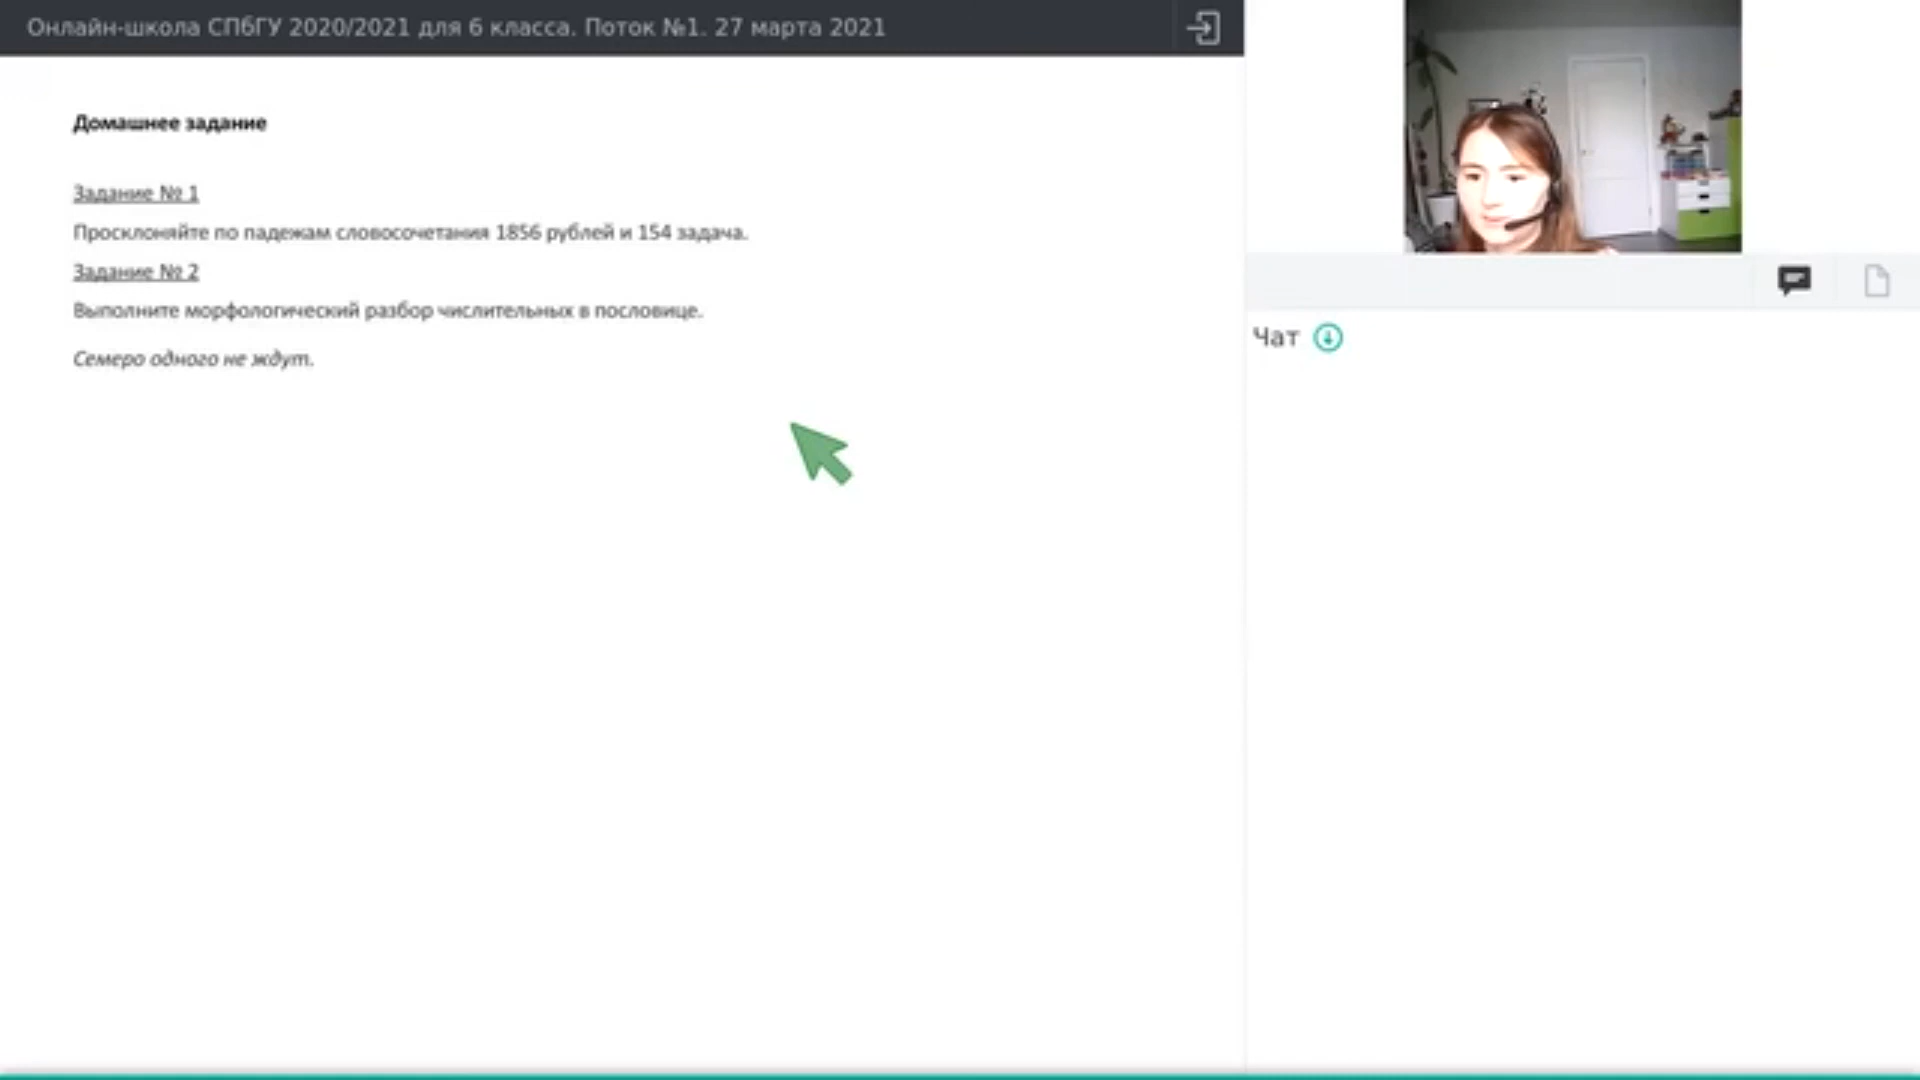 Онлайн-школа СПбГУ 2020/2021 для 6 класса. Поток №1. 27 марта 2021
Домашнее задание
Задание № 1
Просклоняйте по падежам словосочетания 1856 рублей и 154 задача.
Задание № 2
Выполните морфологический разбор числительных в пословице.
Семеро одного не ждут.
Чат